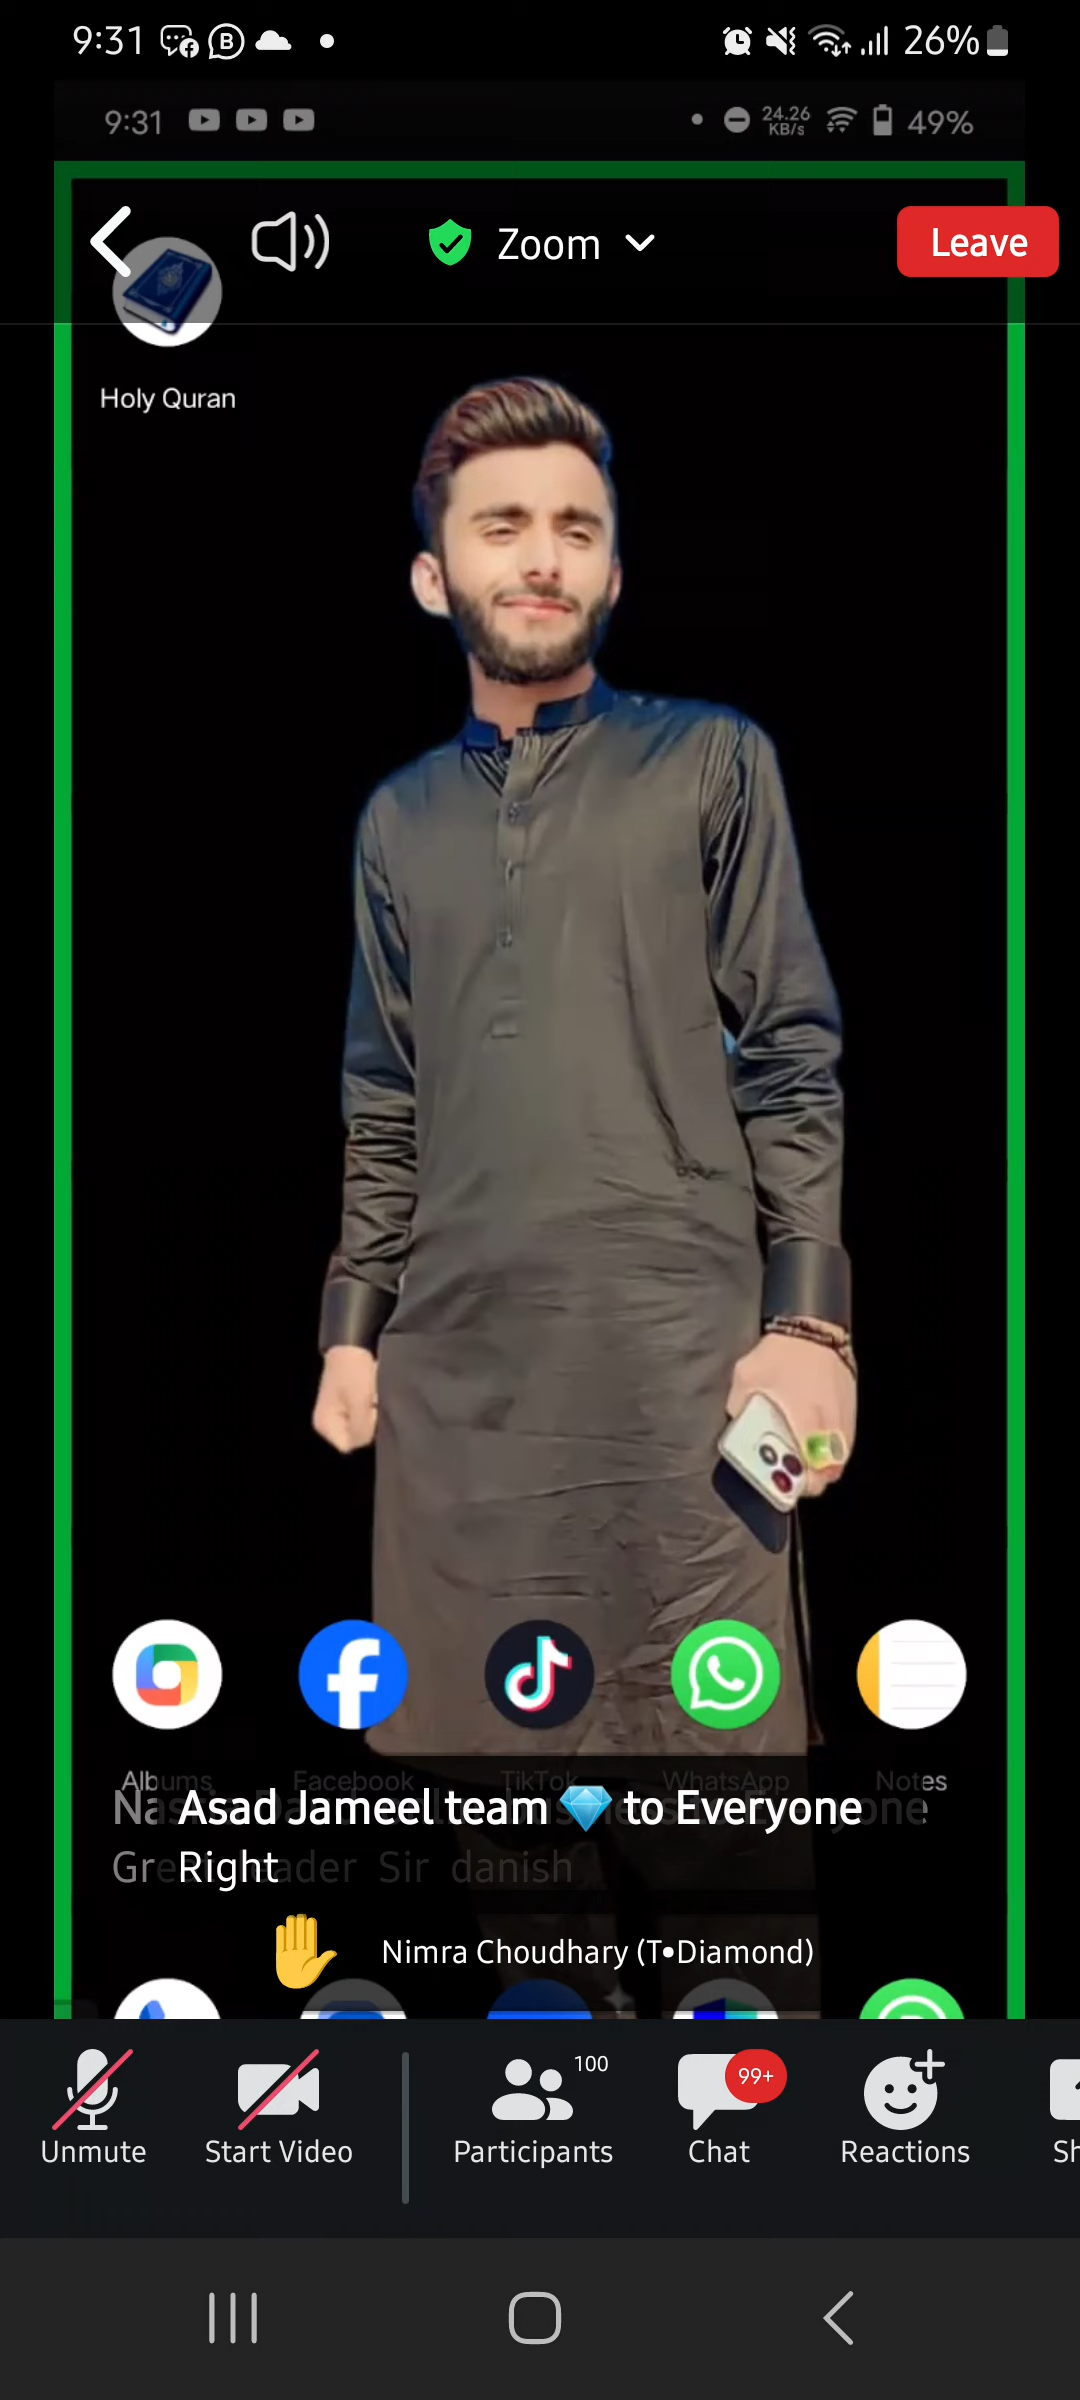 9:31 B 26%
9:31 24.26 KB/s 49%
Zoom Leave
Holy Quran
Albums Facebook TikTok WhatsApp Notes
Asad Jameel team 💎 to Everyone
Right
✋ Nimra Choudhary (T•Diamond)
100 99+
Unmute Start Video Participants Chat Reactions